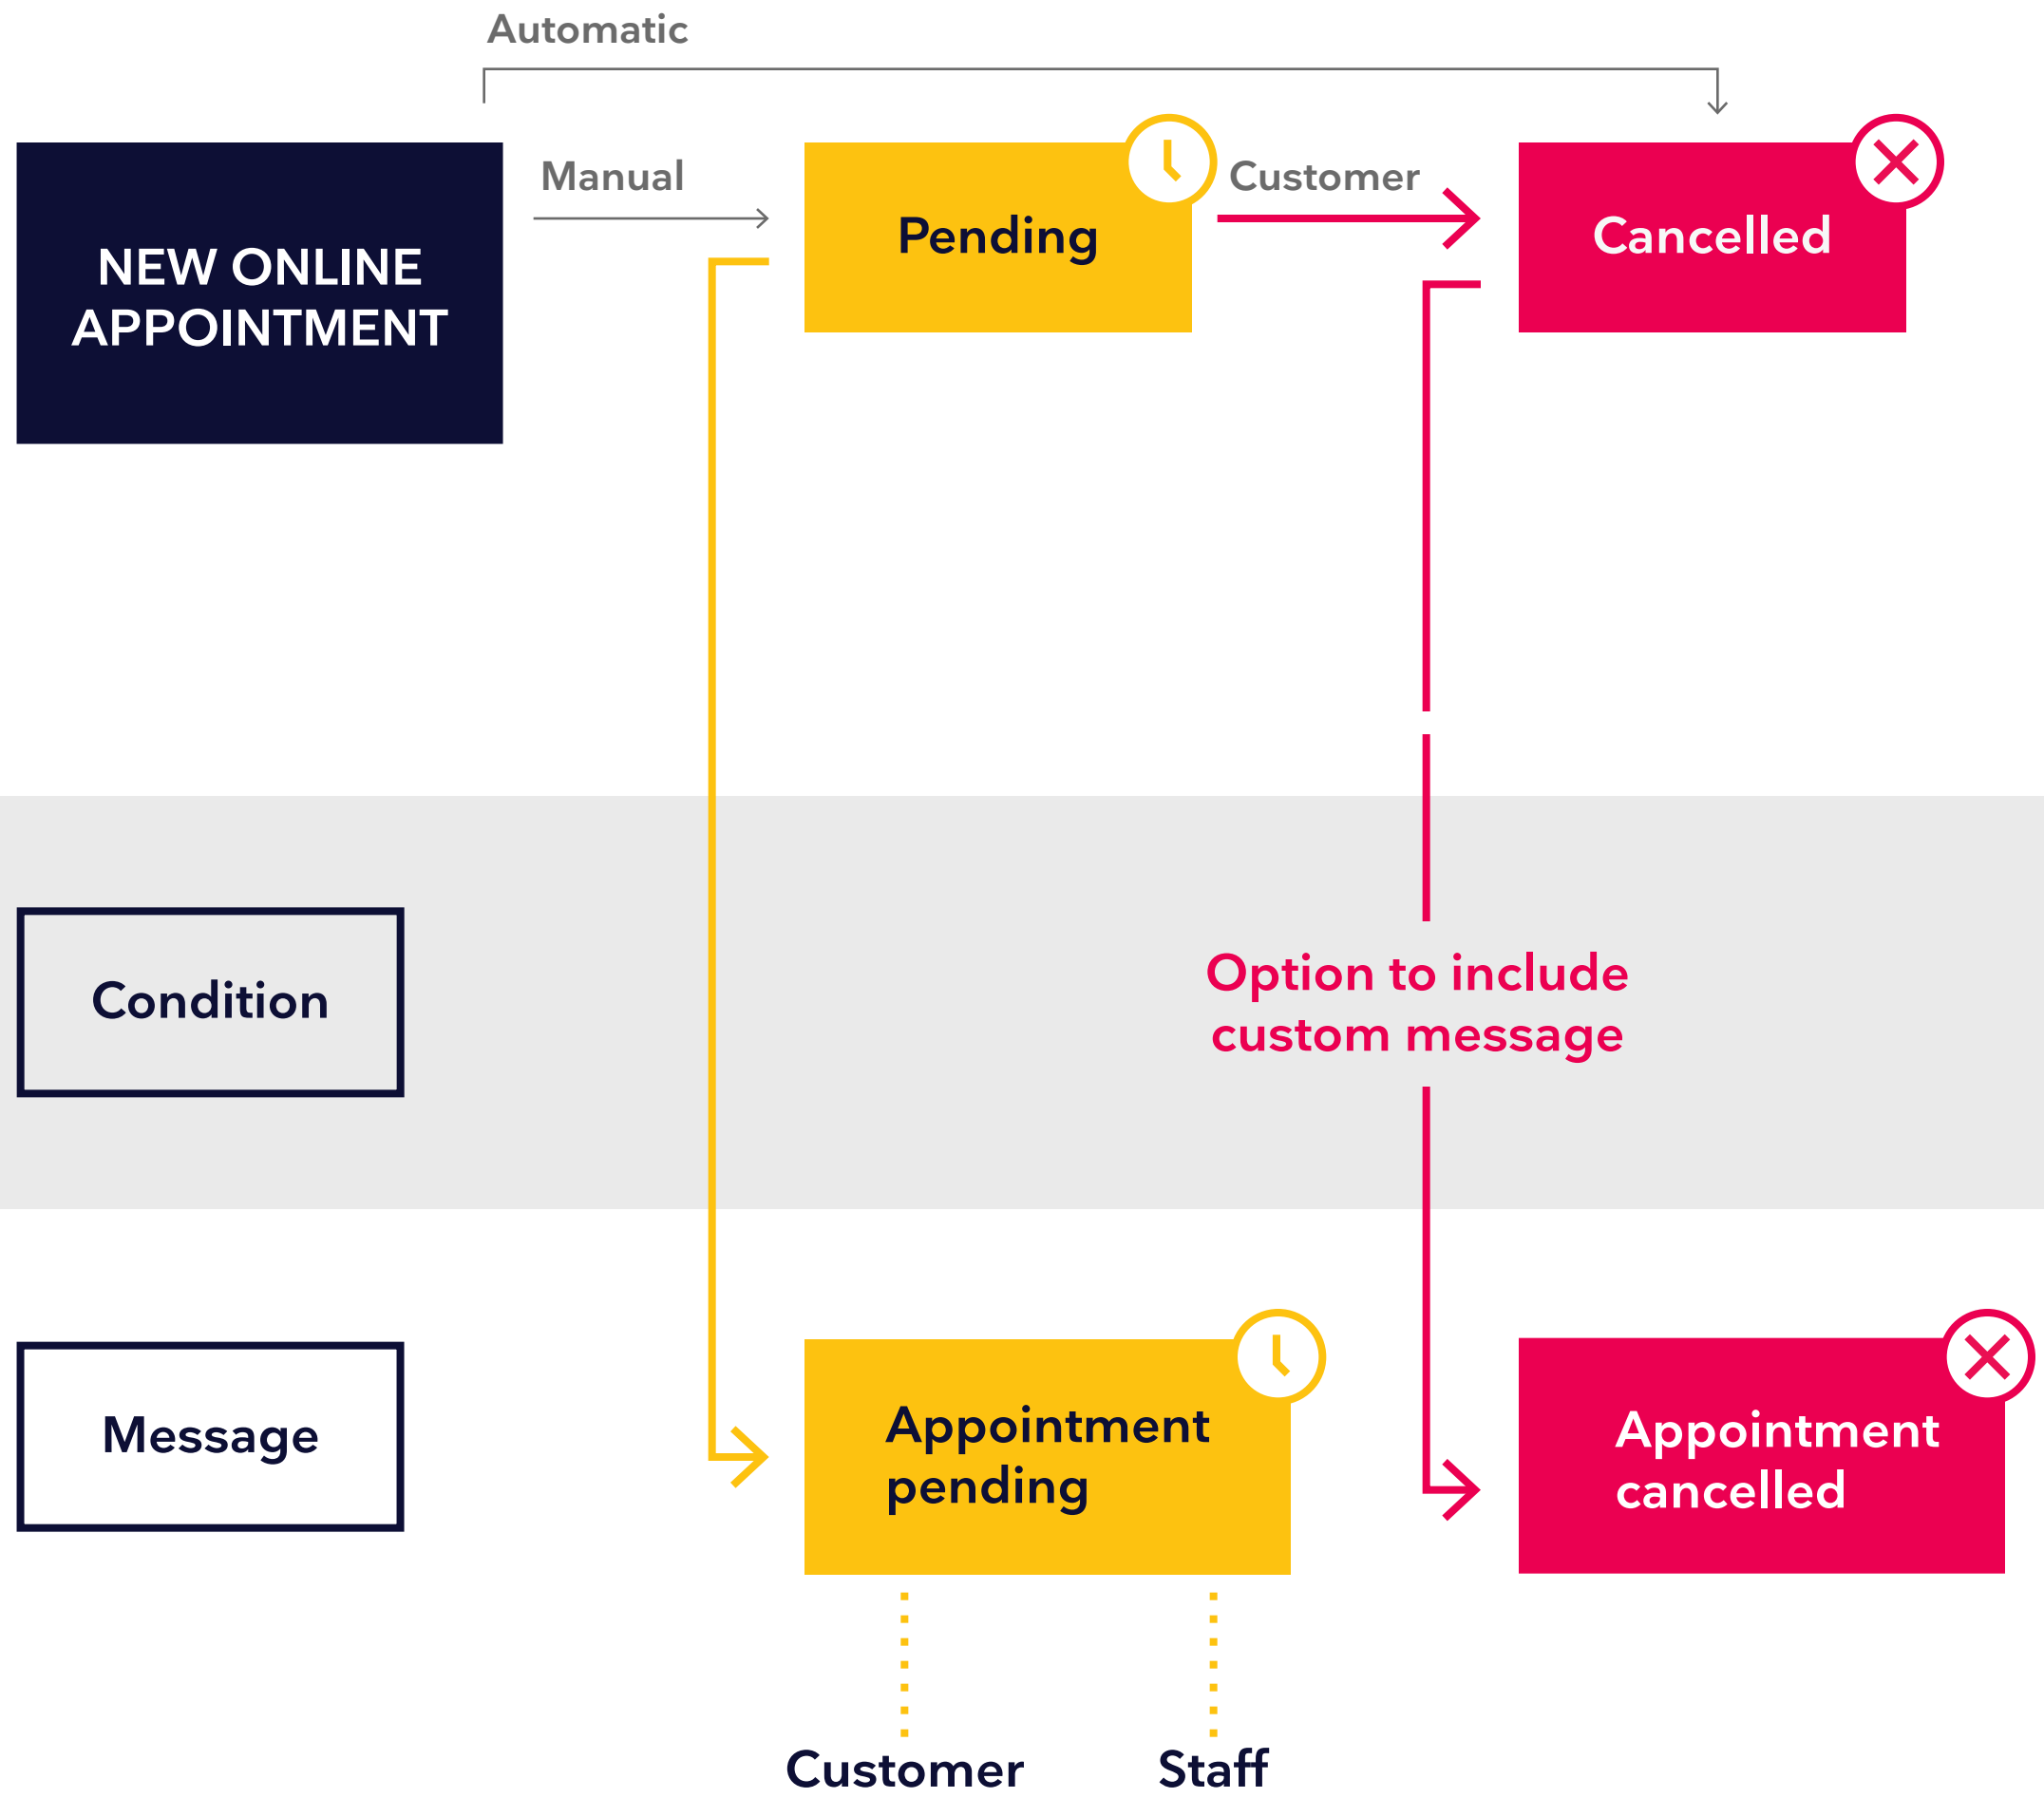 Automatic
Manual
Customer
NEW ONLINE
APPOINTMENT
Pending
Cancelled
Condition
Option to include
custom message
Message
Appointment
pending
Appointment
cancelled
Customer
Staff